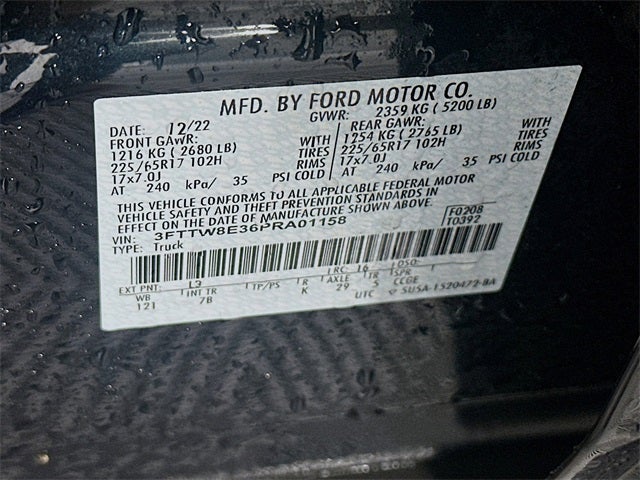 MFD. BY FORD MOTOR CO.
DATE: 12/22 GVWR: 2359 KG ( 5200 LB)
FRONT GAWR: WITH REAR GAWR: WITH
1216 KG ( 2680 LB) TIRES 1254 KG ( 2765 LB) TIRES
225/65R17 102H RIMS 225/65R17 102H RIMS
17x7.0J PSI COLD 17x7.0J PSI COLD
AT 240 kPa/ 35 AT 240 kPa/ 35
THIS VEHICLE CONFORMS TO ALL APPLICABLE FEDERAL MOTOR
VEHICLE SAFETY AND THEFT PREVENTION STANDARDS IN
EFFECT ON THE DATE OF MANUFACTURE SHOWN ABOVE.
VIN: 3FTTW8E36PRA01158 F0208
TYPE: Truck T0392
EXT PNT: L3 LRC: 16 LOSO:
WB INT TR TP/PS R AXLE TR SPR
121 7B K 29 5 CCGE
UTC 5USA-1520472-BA